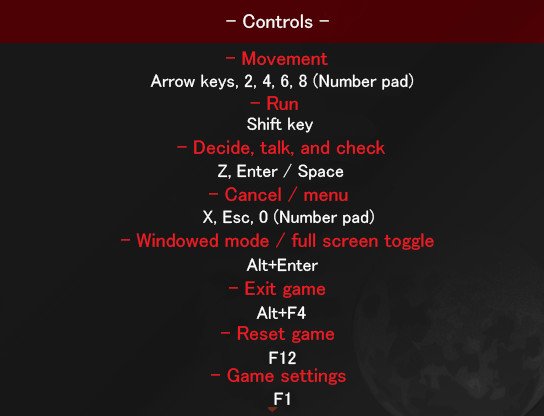 – Controls –
– Movement
Arrow keys, 2, 4, 6, 8 (Number pad)
– Run
Shift key
– Decide, talk, and check
Z, Enter / Space
– Cancel / menu
X, Esc, 0 (Number pad)
– Windowed mode / full screen toggle
Alt+Enter
– Exit game
Alt+F4
– Reset game
F12
– Game settings
F1